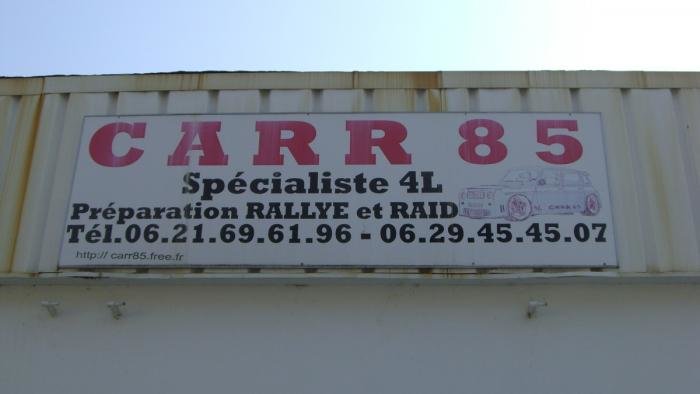 CARR 85
Spécialiste 4L
Préparation RALLYE et RAID
Tél.06.21.69.61.96 - 06.29.45.45.07
http:// carr85.free.fr